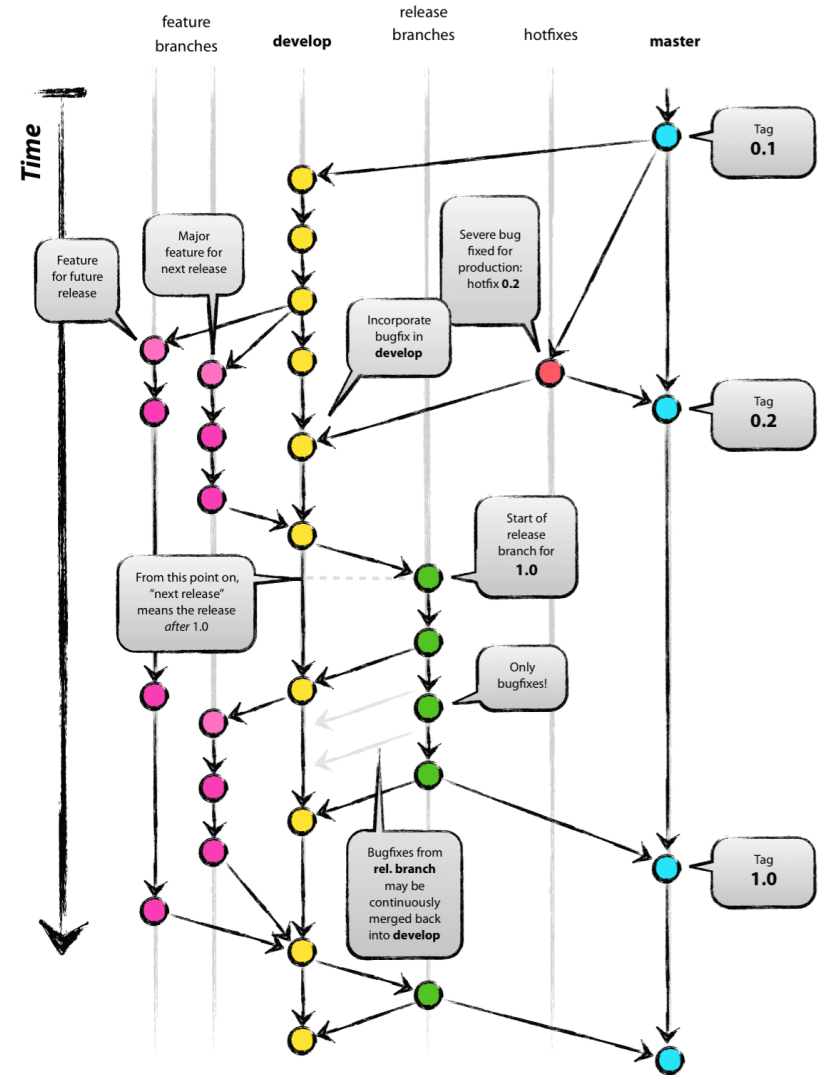 feature
branches
develop
release
branches
hotfixes
master
Time
Tag
0.1
Feature
for future
release
Major
feature for
next release
Severe bug
fixed for
production:
hotfix 0.2
Incorporate
bugfix in
develop
Tag
0.2
Start of
release
branch for
1.0
From this point on,
“next release”
means the release
after 1.0
Only
bugfixes!
Bugfixes from
rel. branch
may be
continuously
merged back
into develop
Tag
1.0